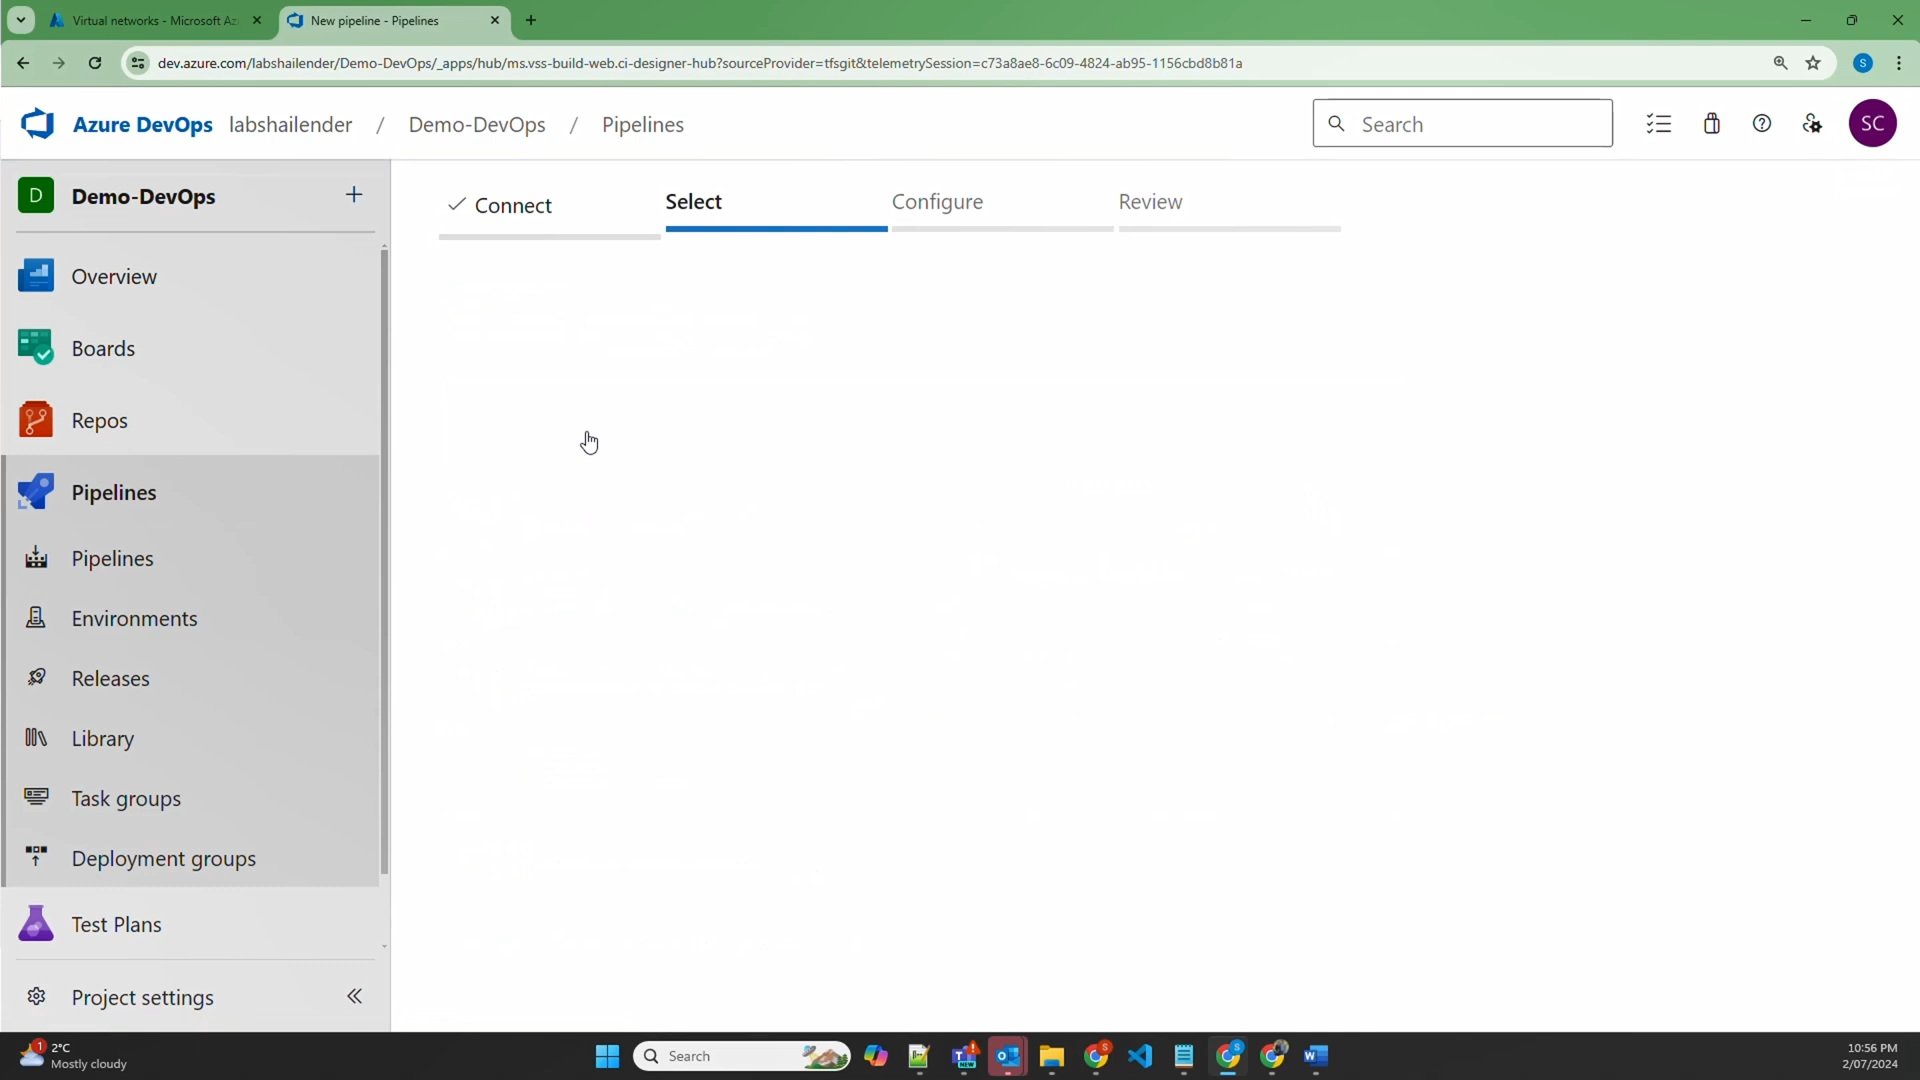 Virtual networks - Microsoft Az
New pipeline - Pipelines
dev.azure.com/labshailender/Demo-DevOps/_apps/hub/ms.vss-build-web.ci-designer-hub?sourceProvider=tfsgit&telemetrySession=c73a8ae8-6c09-4824-ab95-1156cbd8b81a
S
Azure DevOps labshailender / Demo-DevOps / Pipelines
Search
SC
D Demo-DevOps
Overview
Boards
Repos
Pipelines
Pipelines
Environments
Releases
Library
Task groups
Deployment groups
Test Plans
Project settings
Connect
Select
Configure
Review
1
2°C
Mostly cloudy
Search
NEW
S
S
10:56 PM
2/07/2024